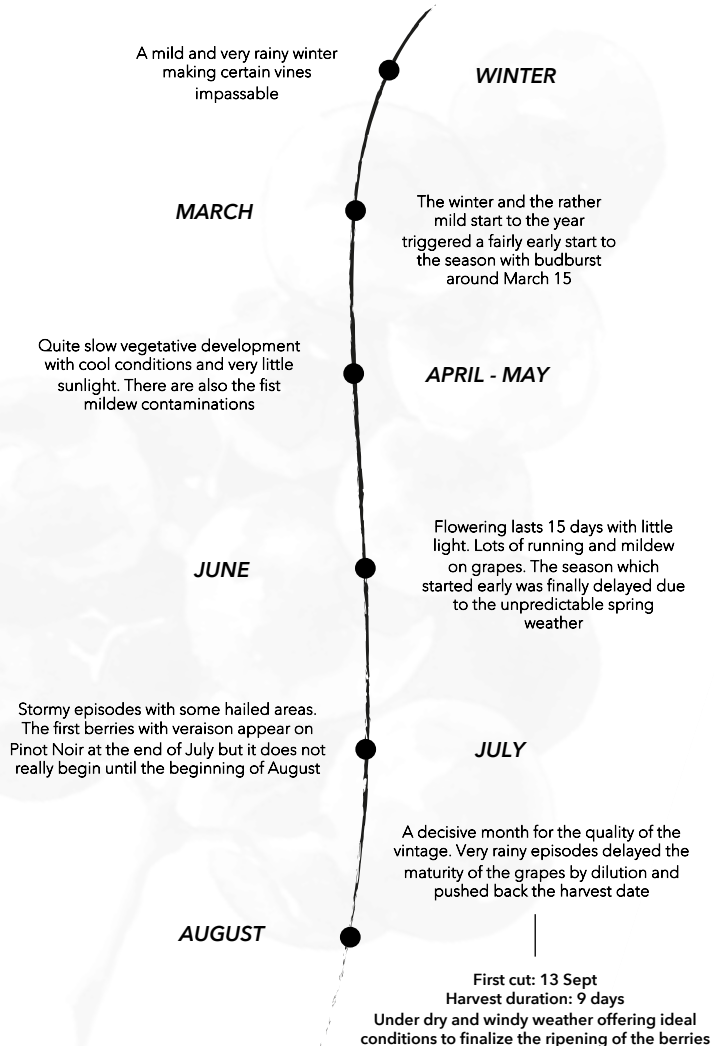 A mild and very rainy winter
making certain vines
impassable
WINTER
MARCH
The winter and the rather
mild start to the year
triggered a fairly early start to
the season with budburst
around March 15
Quite slow vegetative development
with cool conditions and very little
sunlight. There are also the fist
mildew contaminations
APRIL - MAY
JUNE
Flowering lasts 15 days with little
light. Lots of running and mildew
on grapes. The season which
started early was finally delayed due
to the unpredictable spring
weather
Stormy episodes with some hailed areas.
The first berries with veraison appear on
Pinot Noir at the end of July but it does not
really begin until the beginning of August
JULY
A decisive month for the quality of the
vintage. Very rainy episodes delayed the
maturity of the grapes by dilution and
pushed back the harvest date
AUGUST
First cut: 13 Sept
Harvest duration: 9 days
Under dry and windy weather offering ideal
conditions to finalize the ripening of the berries